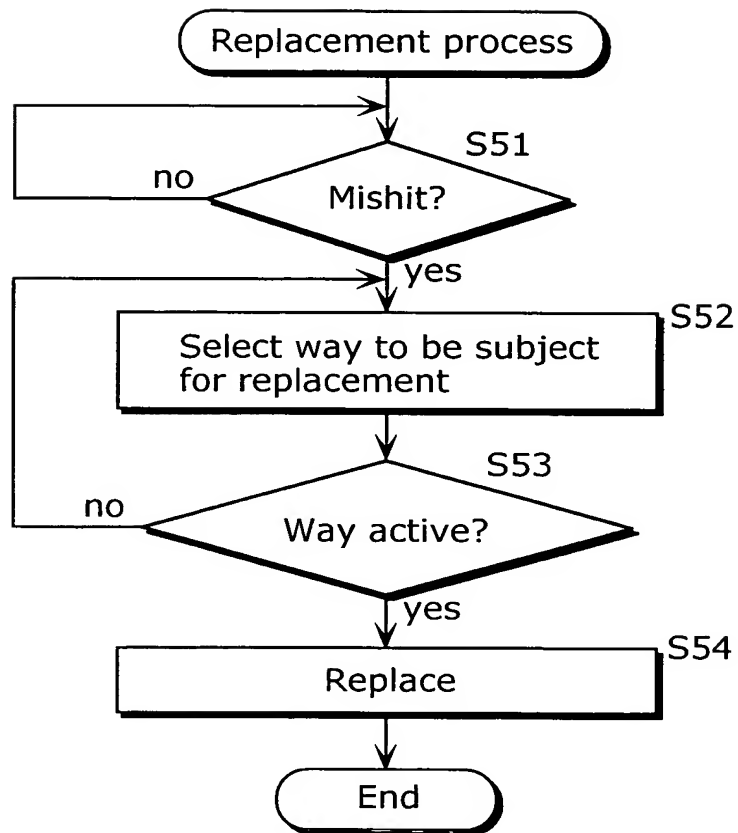 Replacement process
S51
no
Mishit?
yes
S52
Select way to be subject
for replacement
S53
no
Way active?
yes
S54
Replace
End